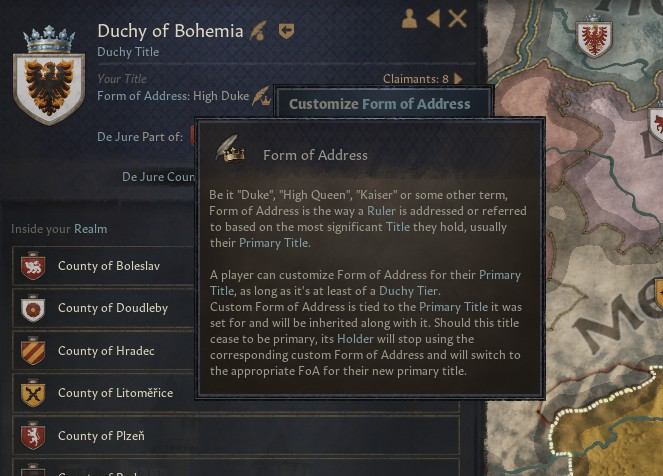 Duchy of Bohemia
Duchy Title
Your Title
Claimants: 8
Form of Address: High Duke
Customize Form of Address
De Jure Part of:
Form of Address
De Jure Coun
Be it "Duke", "High Queen", "Kaiser" or some other term,
Form of Address is the way a Ruler is addressed or referred
to based on the most significant Title they hold, usually
their Primary Title.
A player can customize Form of Address for their Primary
Title, as long as it's at least of a Duchy Tier.
Custom Form of Address is tied to the Primary Title it was
set for and will be inherited along with it. Should this title
cease to be primary, its Holder will stop using the
corresponding custom Form of Address and will switch to
the appropriate FoA for their new primary title.
Inside your Realm
County of Boleslav
County of Doudleby
County of Hradec
County of Litoměřice
County of Plzeň